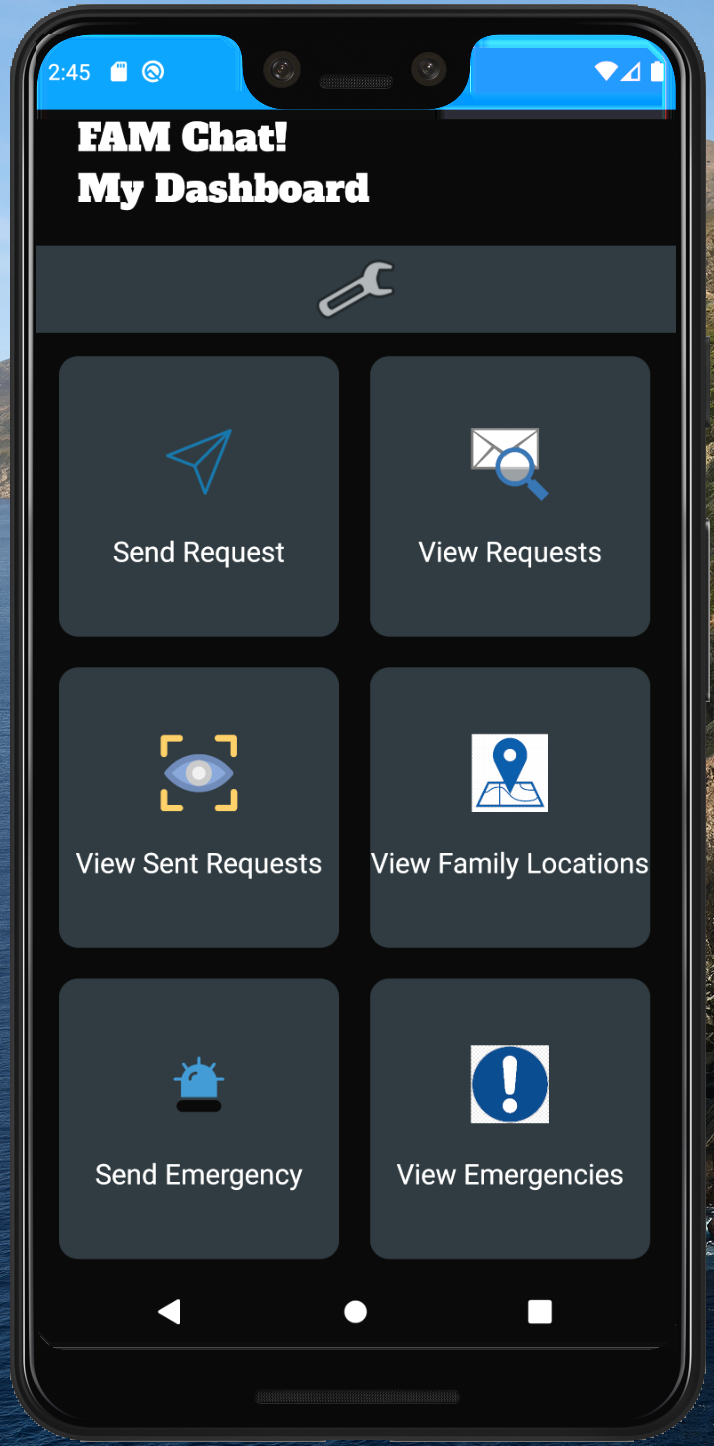 2:45
FAM Chat!
My Dashboard
Send Request
View Requests
View Sent Requests
View Family Locations
Send Emergency
View Emergencies